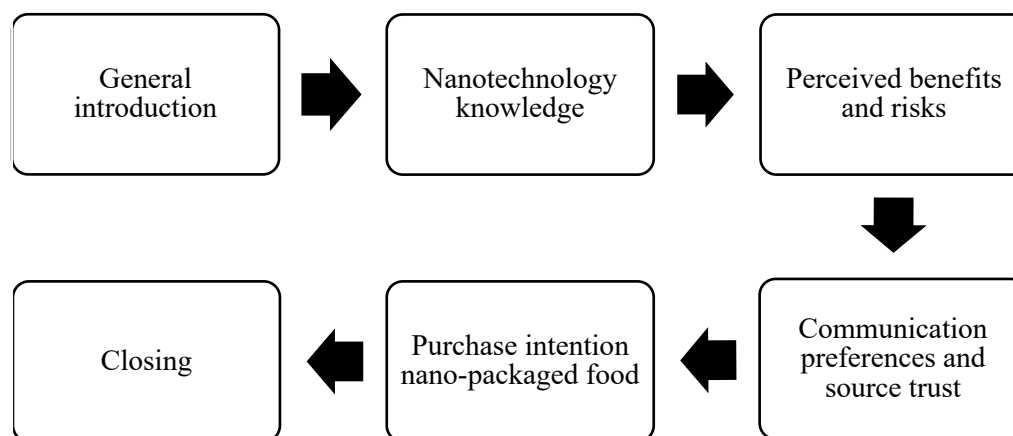 General
introduction
Nanotechnology
knowledge
Perceived benefits
and risks
Communication
preferences and
source trust
Purchase intention
nano-packaged food
Closing